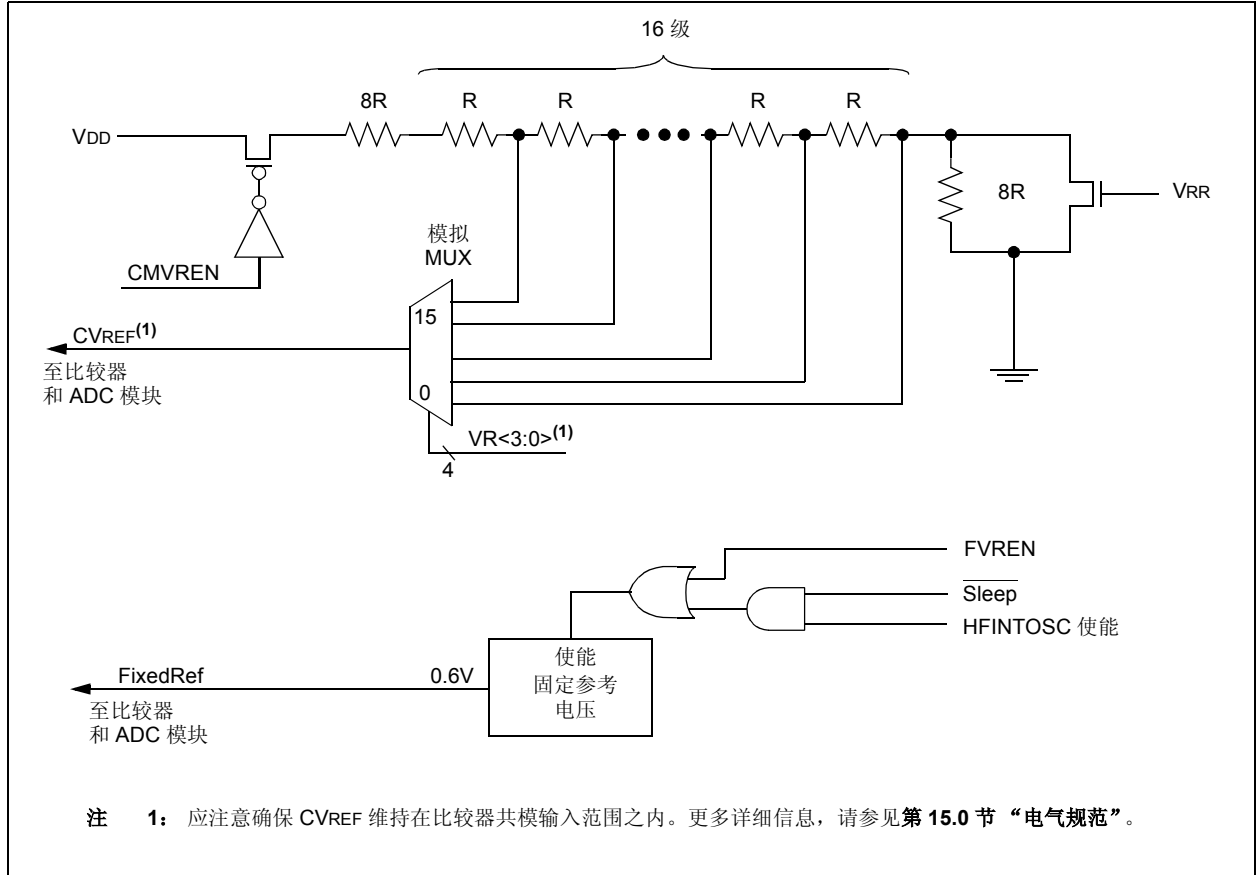 16 级
8R R R R R
VDD
8R
VRR
模拟
MUX
CMVREN
15
CVREF(1)
至比较器
和 ADC 模块
0
VR<3:0>(1)
4
FVREN
Sleep
HFINTOSC 使能
使能
FixedRef 0.6V
固定参考
电压
至比较器
和 ADC 模块
注 1： 应注意确保 CVREF 维持在比较器共模输入范围之内。更多详细信息，请参见第 15.0 节 “电气规范”。